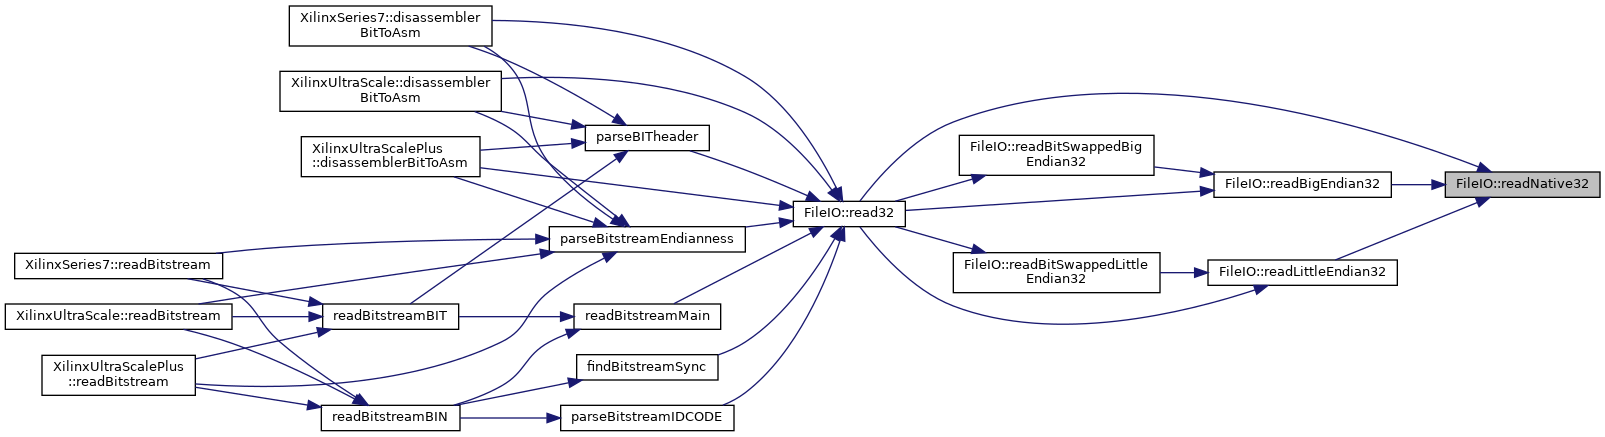 XilinxSeries7::disassembler
BitToAsm
XilinxUltraScale::disassembler
BitToAsm
parseBITheader
XilinxUltraScalePlus
::disassemblerBitToAsm
FileIO::readBitSwappedBig
Endian32
FileIO::readBigEndian32
FileIO::readNative32
FileIO::read32
parseBitstreamEndianness
XilinxSeries7::readBitstream
FileIO::readBitSwappedLittle
Endian32
FileIO::readLittleEndian32
XilinxUltraScale::readBitstream
readBitstreamBIT
readBitstreamMain
XilinxUltraScalePlus
::readBitstream
findBitstreamSync
readBitstreamBIN
parseBitstreamIDCODE